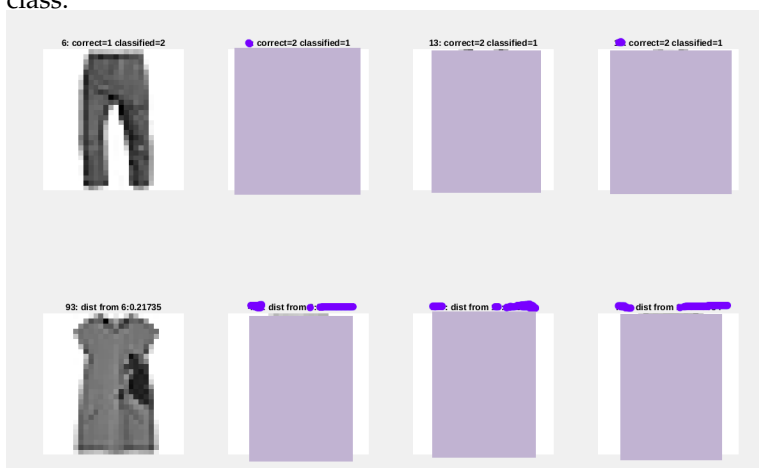 class.
6: correct=1 classified=2
correct=2 classified=1
13: correct=2 classified=1
correct=2 classified=1
93: dist from 6:0.21735
: dist from :
: dist from :
dist from